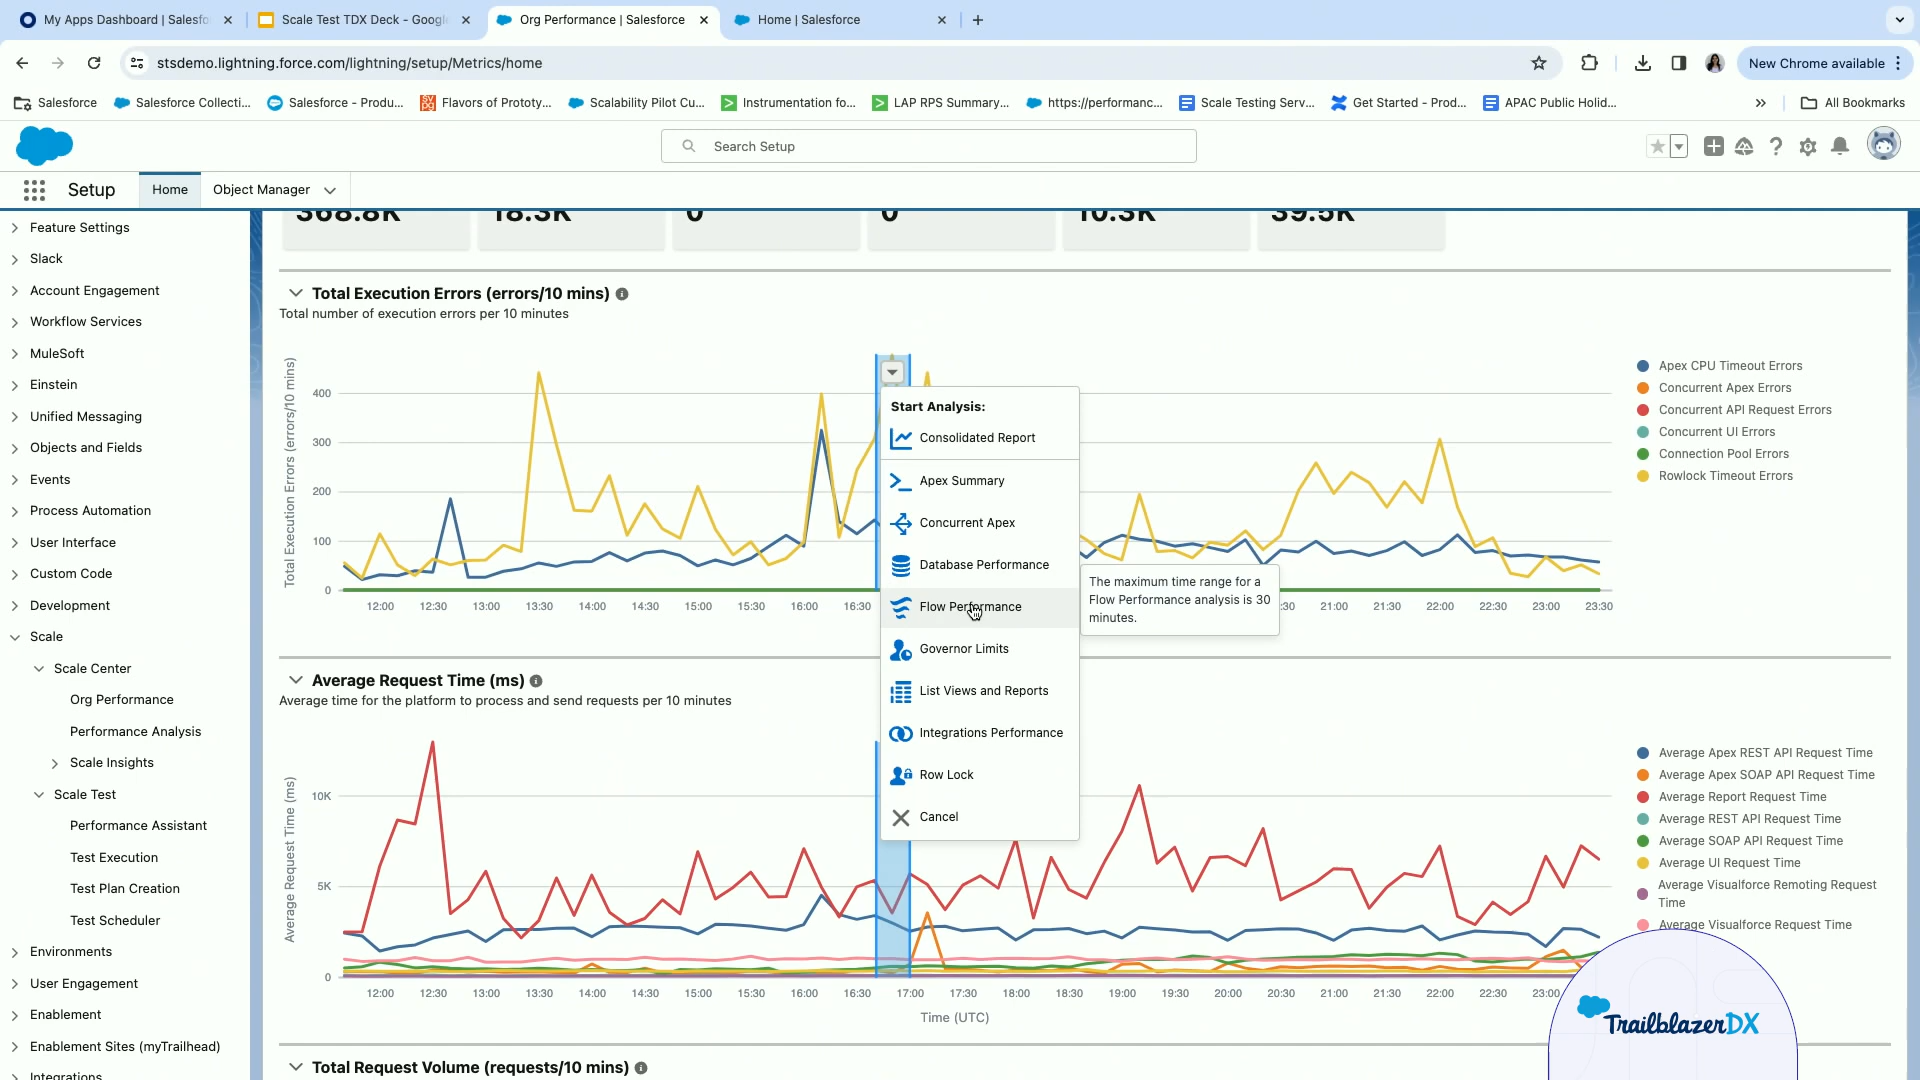 My Apps Dashboard | Salesfo
Scale Test TDX Deck - Google
Org Performance | Salesforce
Home | Salesforce
stsdemo.lightning.force.com/lightning/setup/Metrics/home
New Chrome available
Salesforce
Salesforce Collecti...
Salesforce - Produ...
Flavors of Prototy...
Scalability Pilot Cu...
Instrumentation fo...
LAP RPS Summary...
https://performanc...
Scale Testing Serv...
Get Started - Prod...
APAC Public Holid...
All Bookmarks
Search Setup
Setup
Home
Object Manager
Feature Settings
Slack
Account Engagement
Workflow Services
MuleSoft
Einstein
Unified Messaging
Objects and Fields
Events
Process Automation
User Interface
Custom Code
Development
Scale
Scale Center
Org Performance
Performance Analysis
Scale Insights
Scale Test
Performance Assistant
Test Execution
Test Plan Creation
Test Scheduler
Environments
User Engagement
Enablement
Enablement Sites (myTrailhead)
Integrations
368.8K
18.3K
0
0
10.3K
39.5K
Total Execution Errors (errors/10 mins)
Total number of execution errors per 10 minutes
Total Execution Errors (errors/10 mins)
400
300
200
100
0
12:00 12:30 13:00 13:30 14:00 14:30 15:00 15:30 16:00 16:30
:30 21:00 21:30 22:00 22:30 23:00 23:30
Apex CPU Timeout Errors
Concurrent Apex Errors
Concurrent API Request Errors
Concurrent UI Errors
Connection Pool Errors
Rowlock Timeout Errors
Start Analysis:
Consolidated Report
Apex Summary
Concurrent Apex
Database Performance
Flow Performance
Governor Limits
List Views and Reports
Integrations Performance
Row Lock
Cancel
The maximum time range for a
Flow Performance analysis is 30
minutes.
Average Request Time (ms)
Average time for the platform to process and send requests per 10 minutes
Average Request Time (ms)
10K
5K
0
12:00 12:30 13:00 13:30 14:00 14:30 15:00 15:30 16:00 16:30 17:00 17:30 18:00 18:30 19:00 19:30 20:00 20:30 21:00 21:30 22:00 22:30 23:00
Time (UTC)
Average Apex REST API Request Time
Average Apex SOAP API Request Time
Average Report Request Time
Average REST API Request Time
Average SOAP API Request Time
Average UI Request Time
Average Visualforce Remoting Request
Time
Average Visualforce Request Time
Total Request Volume (requests/10 mins)
TrailblazerDX